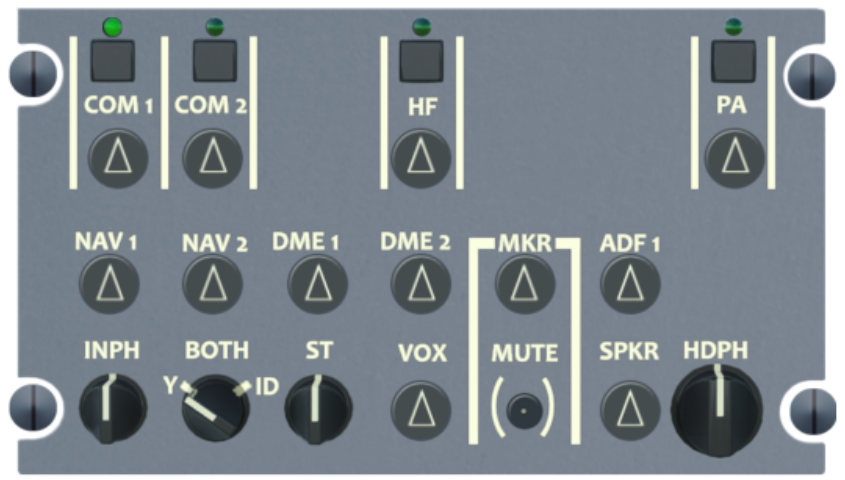 COM 1 COM 2 HF PA
NAV 1 NAV 2 DME 1 DME 2 MKR ADF 1
INPH BOTH ST VOX MUTE SPKR HDPH
Y ID